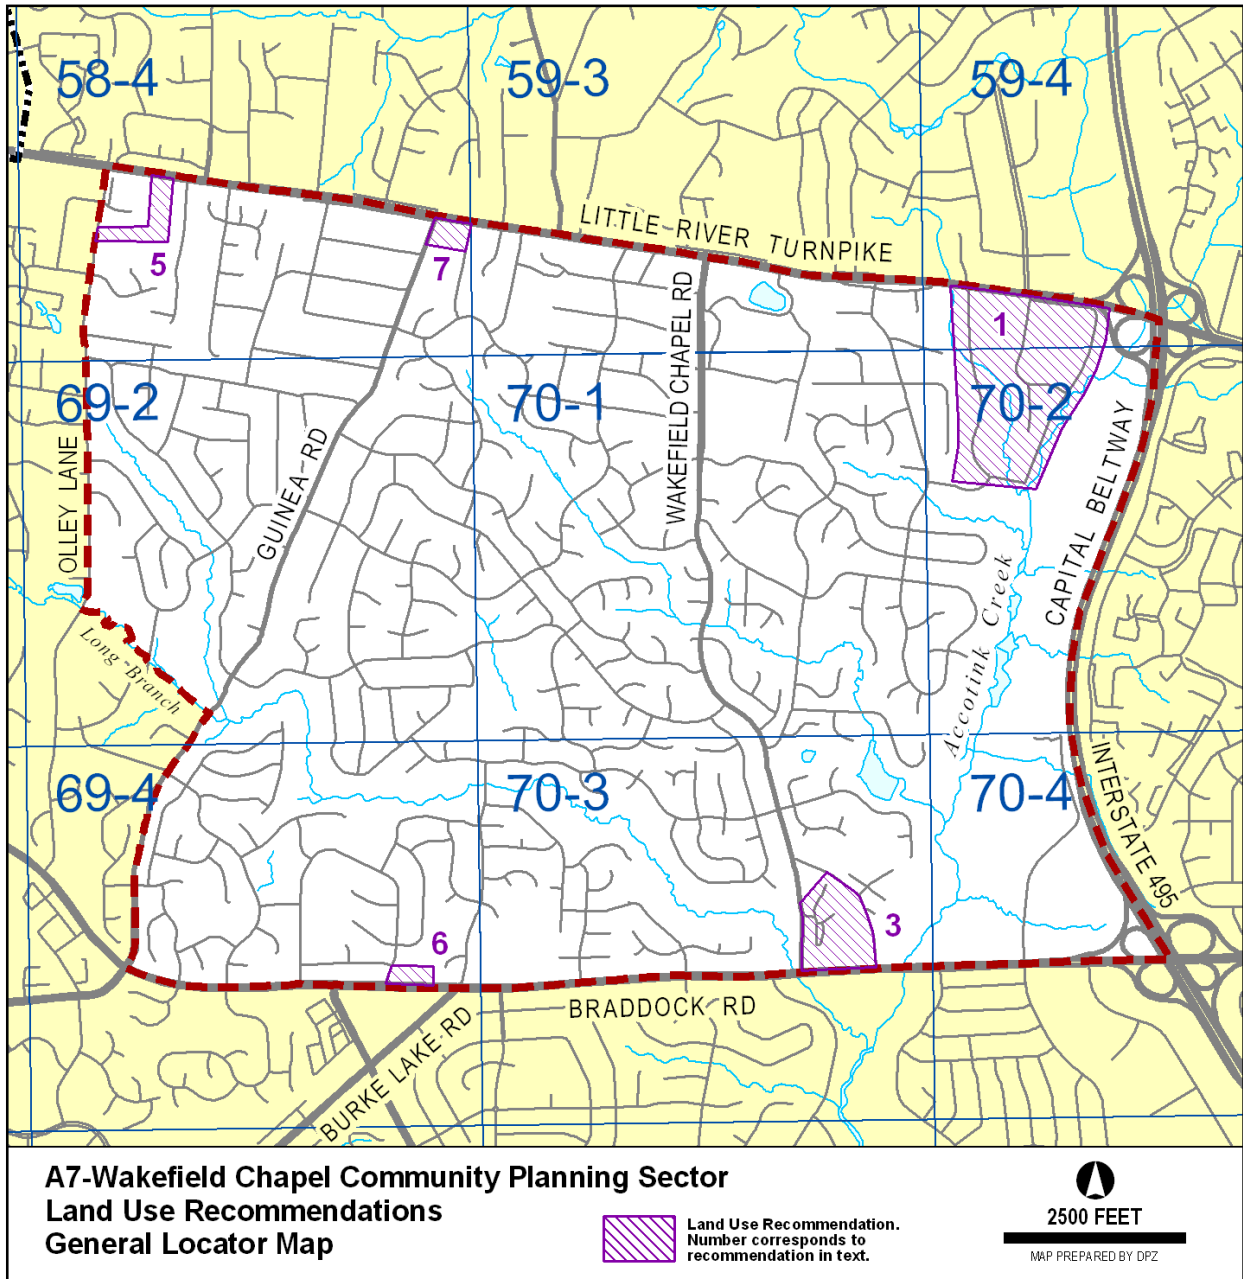 58-4
59-3
59-4
LITTLE RIVER TURNPIKE
5
7
1
WAKEFIELD CHAPEL RD
69-2
70-1
70-2
OLLEY LANE
GUINEA RD
CAPITAL BELTWAY
Accotink Creek
Long Branch
69-4
70-3
70-4
INTERSTATE 495
6
3
BRADDOCK RD
BURKE LAKE RD
A7-Wakefield Chapel Community Planning Sector
Land Use Recommendations
General Locator Map
Land Use Recommendation.
Number corresponds to
recommendation in text.
2500 FEET
MAP PREPARED BY DPZ